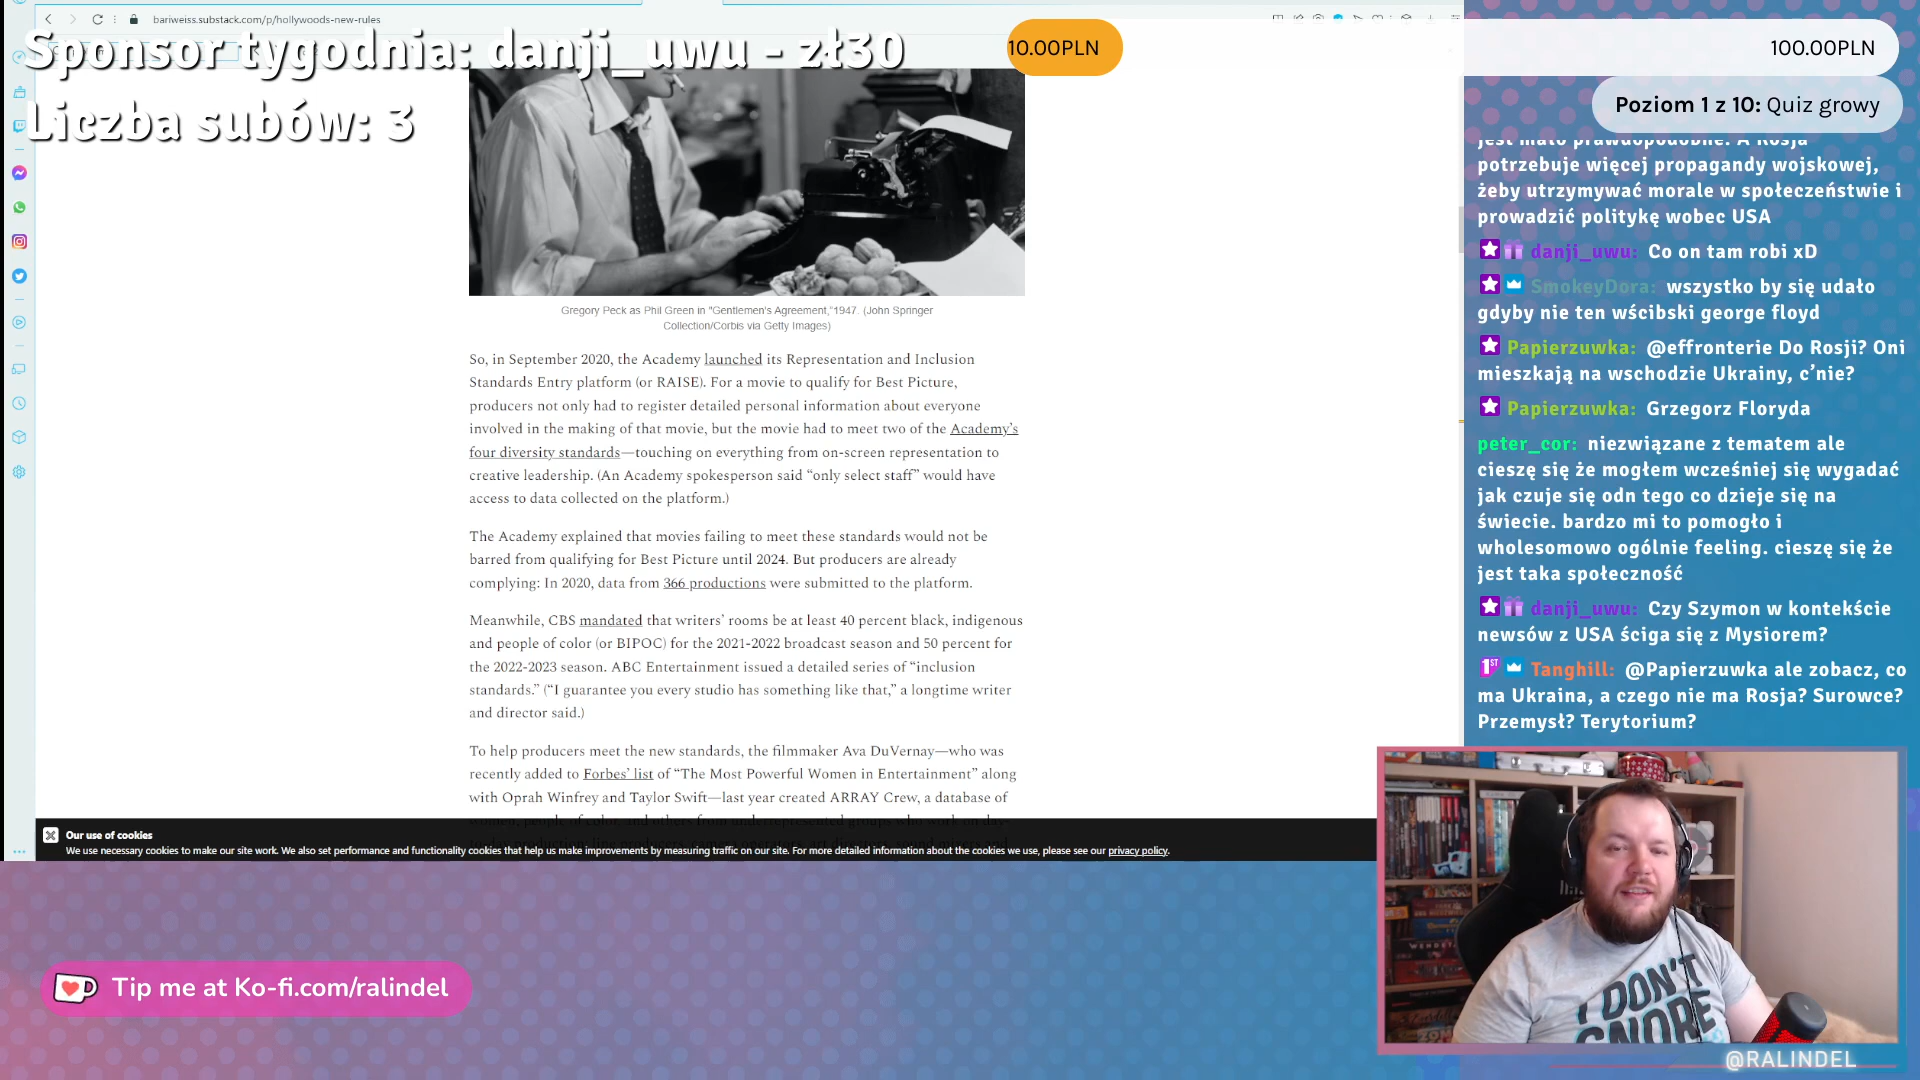 bariweiss.substack.com/p/hollywoods-new-rules
Sponsor tygodnia: danji_uwu - zł30
Liczba subów: 3
10.00PLN
100.00PLN
Poziom 1 z 10: Quiz growy
Gregory Peck as Phil Green in "Gentlemen's Agreement,"1947. (John Springer
Collection/Corbis via Getty Images)
So, in September 2020, the Academy launched its Representation and Inclusion
Standards Entry platform (or RAISE). For a movie to qualify for Best Picture,
producers not only had to register detailed personal information about everyone
involved in the making of that movie, but the movie had to meet two of the Academy's
four diversity standards—touching on everything from on-screen representation to
creative leadership. (An Academy spokesperson said “only select staff” would have
access to data collected on the platform.)
The Academy explained that movies failing to meet these standards would not be
barred from qualifying for Best Picture until 2024. But producers are already
complying: In 2020, data from 366 productions were submitted to the platform.
Meanwhile, CBS mandated that writers’ rooms be at least 40 percent black, indigenous
and people of color (or BIPOC) for the 2021-2022 broadcast season and 50 percent for
the 2022-2023 season. ABC Entertainment issued a detailed series of “inclusion
standards.” (“I guarantee you every studio has something like that,” a longtime writer
and director said.)
To help producers meet the new standards, the filmmaker Ava DuVernay—who was
recently added to Forbes’ list of “The Most Powerful Women in Entertainment” along
with Oprah Winfrey and Taylor Swift—last year created ARRAY Crew, a database of
women, people of color, and others from underrepresented groups who work on day-
Our use of cookies
We use necessary cookies to make our site work. We also set performance and functionality cookies that help us make improvements by measuring traffic on our site. For more detailed information about the cookies we use, please see our privacy policy.
jest mało prawdopodobne. A Rosja
potrzebuje więcej propagandy wojskowej,
żeby utrzymywać morale w społeczeństwie i
prowadzić politykę wobec USA
danji_uwu: Co on tam robi xD
SmokeyDora: wszystko by się udało
gdyby nie ten wścibski george floyd
Papierzuwka: @effronterie Do Rosji? Oni
mieszkają na wschodzie Ukrainy, c’nie?
Papierzuwka: Grzegorz Floryda
peter_cor: niezwiązane z tematem ale
cieszę się że mogłem wcześniej się wygadać
jak czuje się odn tego co dzieje się na
świecie. bardzo mi to pomogło i
wholesomowo ogólnie feeling. cieszę się że
jest taka społeczność
danji_uwu: Czy Szymon w kontekście
newsów z USA ściga się z Mysiorem?
1ST Tanghill: @Papierzuwka ale zobacz, co
ma Ukraina, a czego nie ma Rosja? Surowce?
Przemysł? Terytorium?
I DON'T
Tip me at Ko-fi.com/ralindel
@RALINDEL